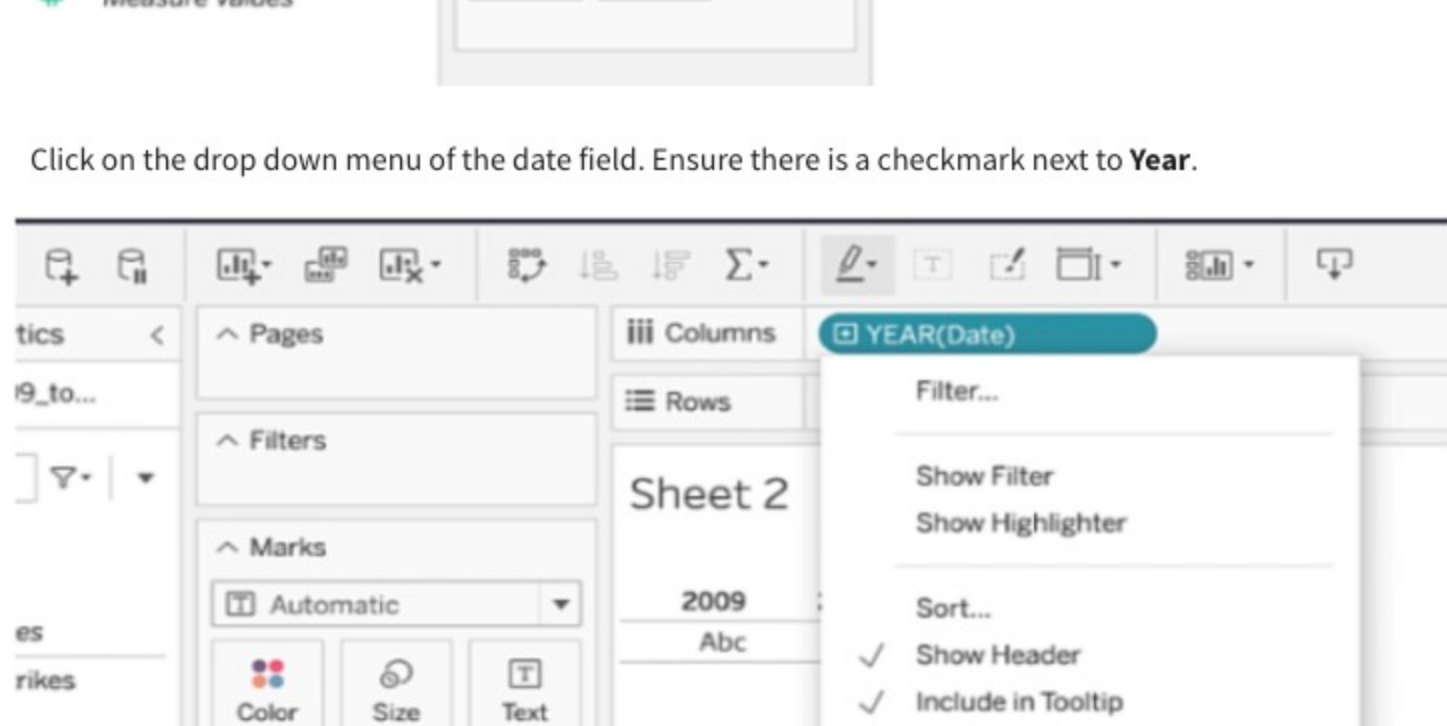 Measure Values
Click on the drop down menu of the date field. Ensure there is a checkmark next to Year.
tics
Pages
Columns
YEAR(Date)
9_to...
Rows
Filter...
Filters
Show Filter
Sheet 2
Show Highlighter
Marks
Automatic
2009
Sort...
es
Abc
Show Header
rikes
Include in Tooltip
Color
Size
Text